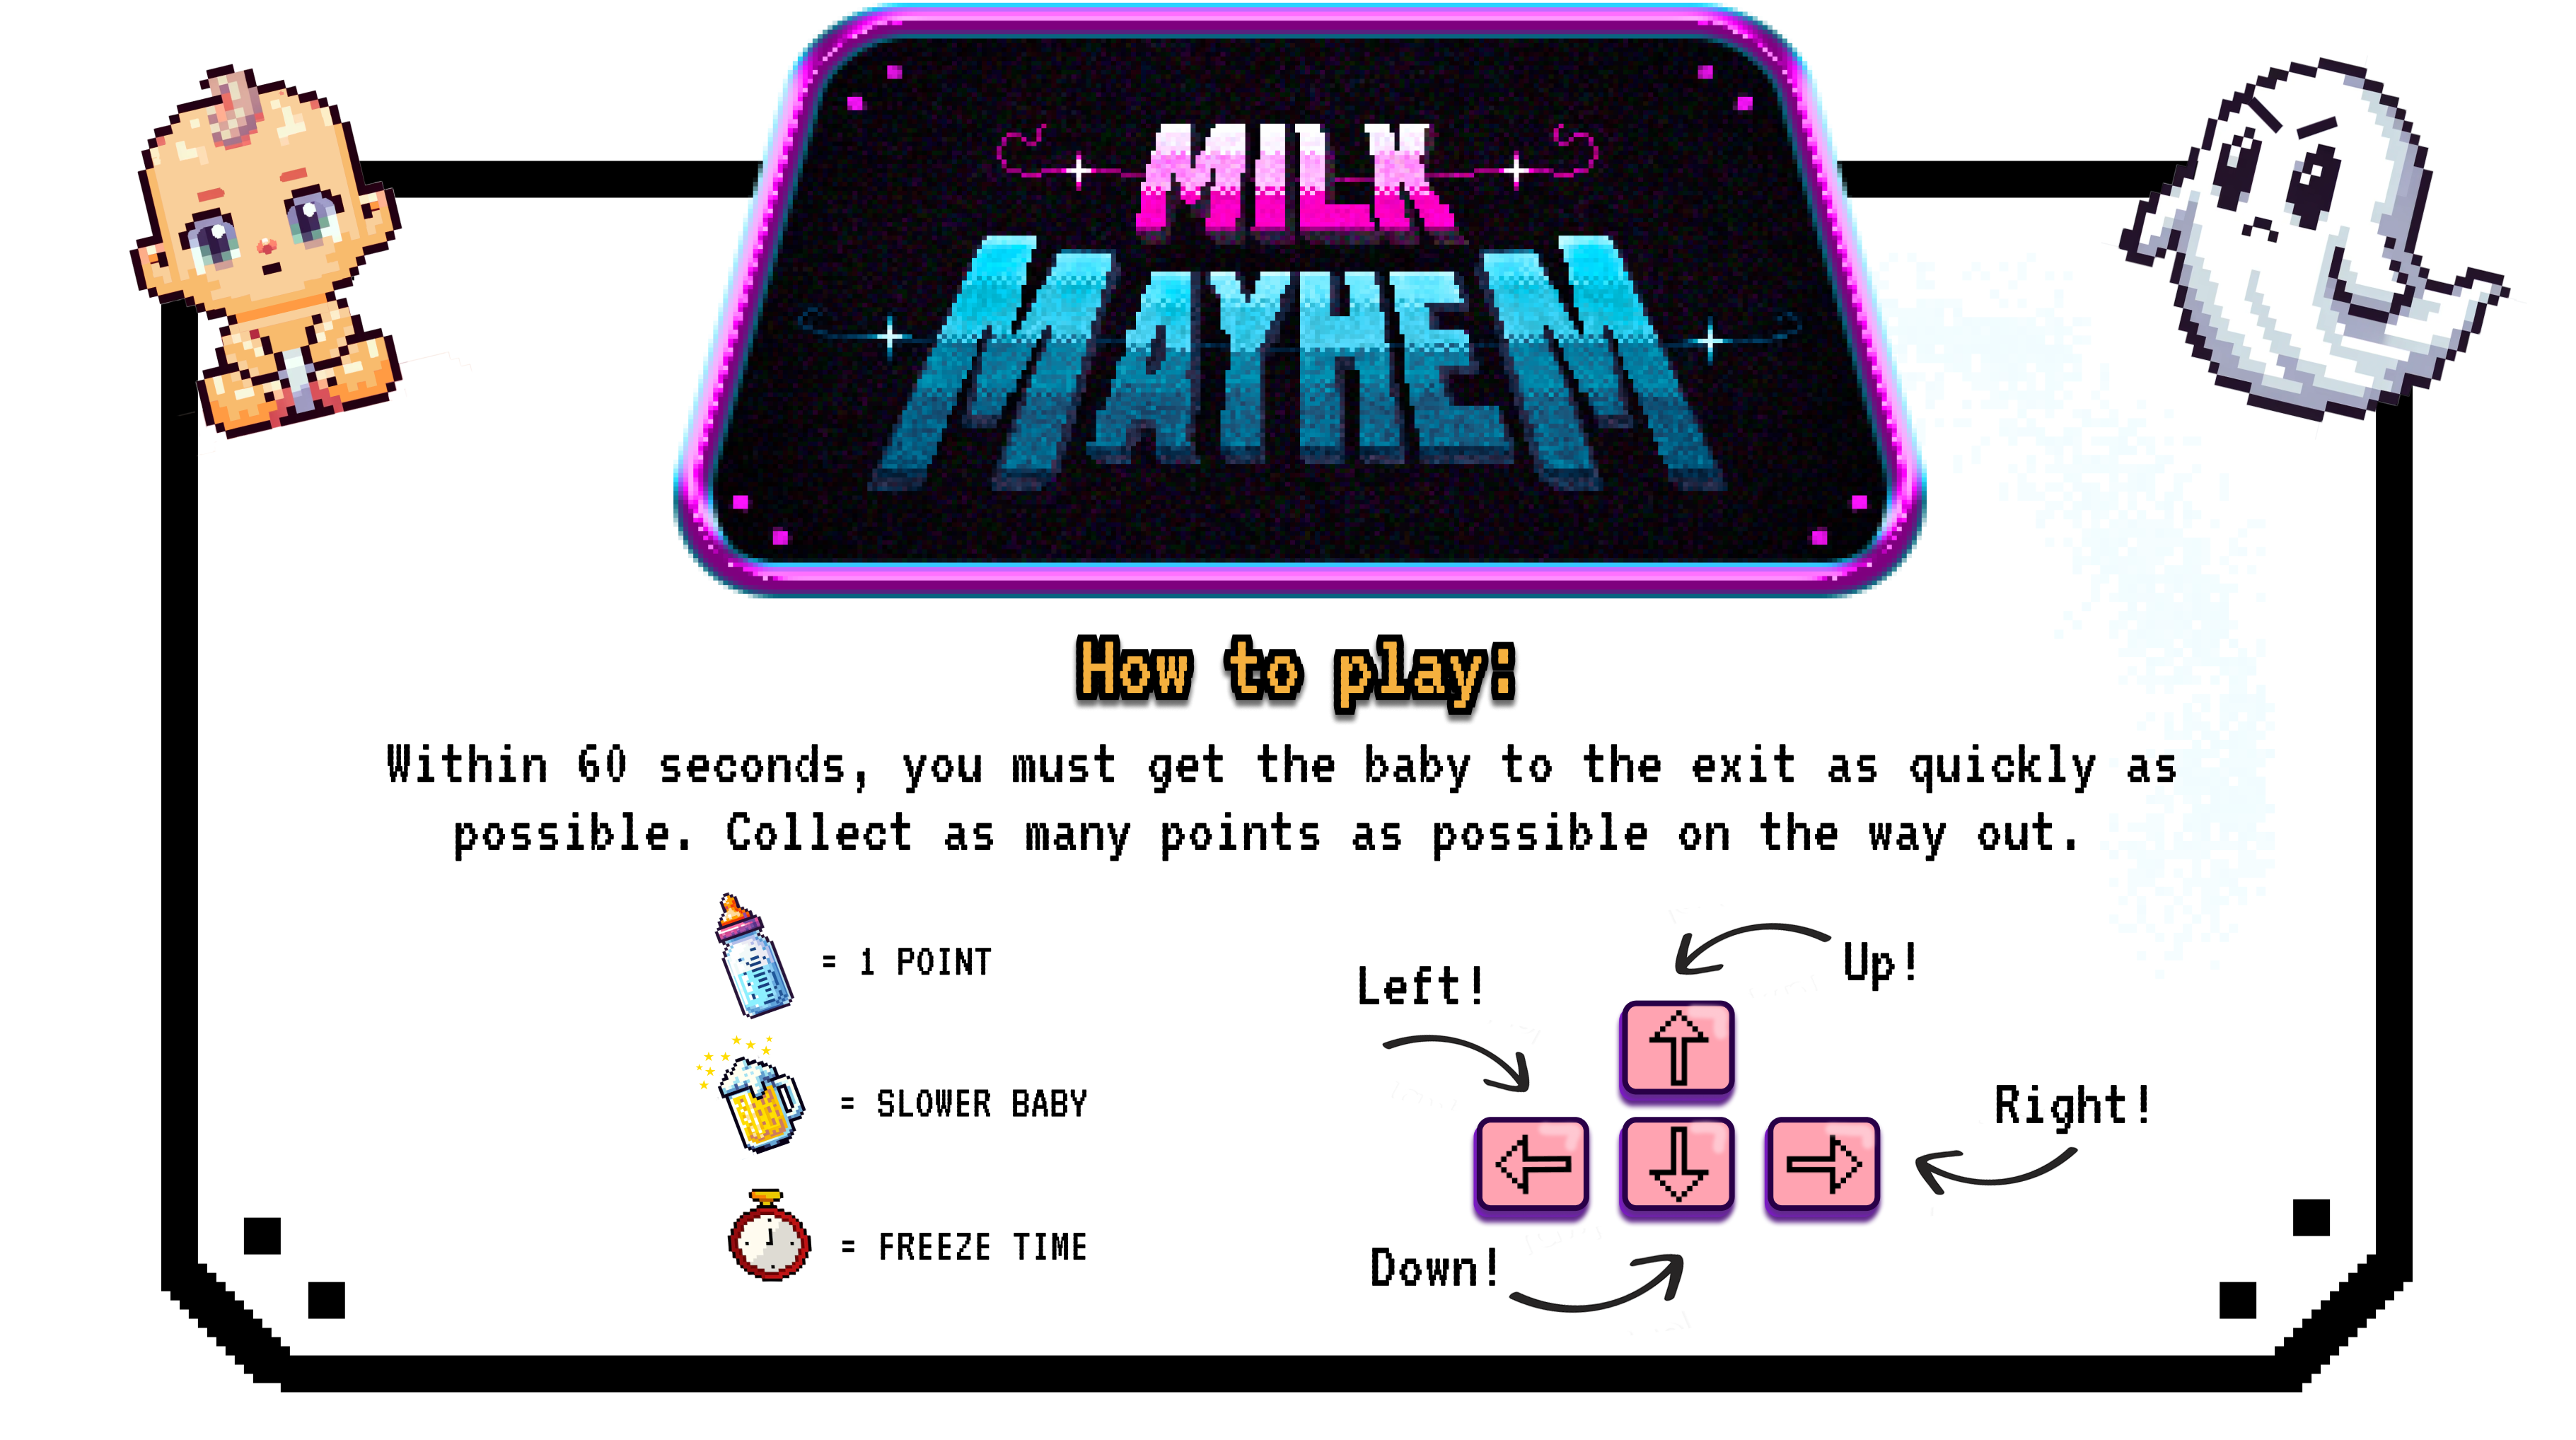 MILK
MAYHEM
How to play:
Within 60 seconds, you must get the baby to the exit as quickly as
possible. Collect as many points as possible on the way out.
= 1 POINT
= SLOWER BABY
= FREEZE TIME
Up!
Left!
Right!
Down!